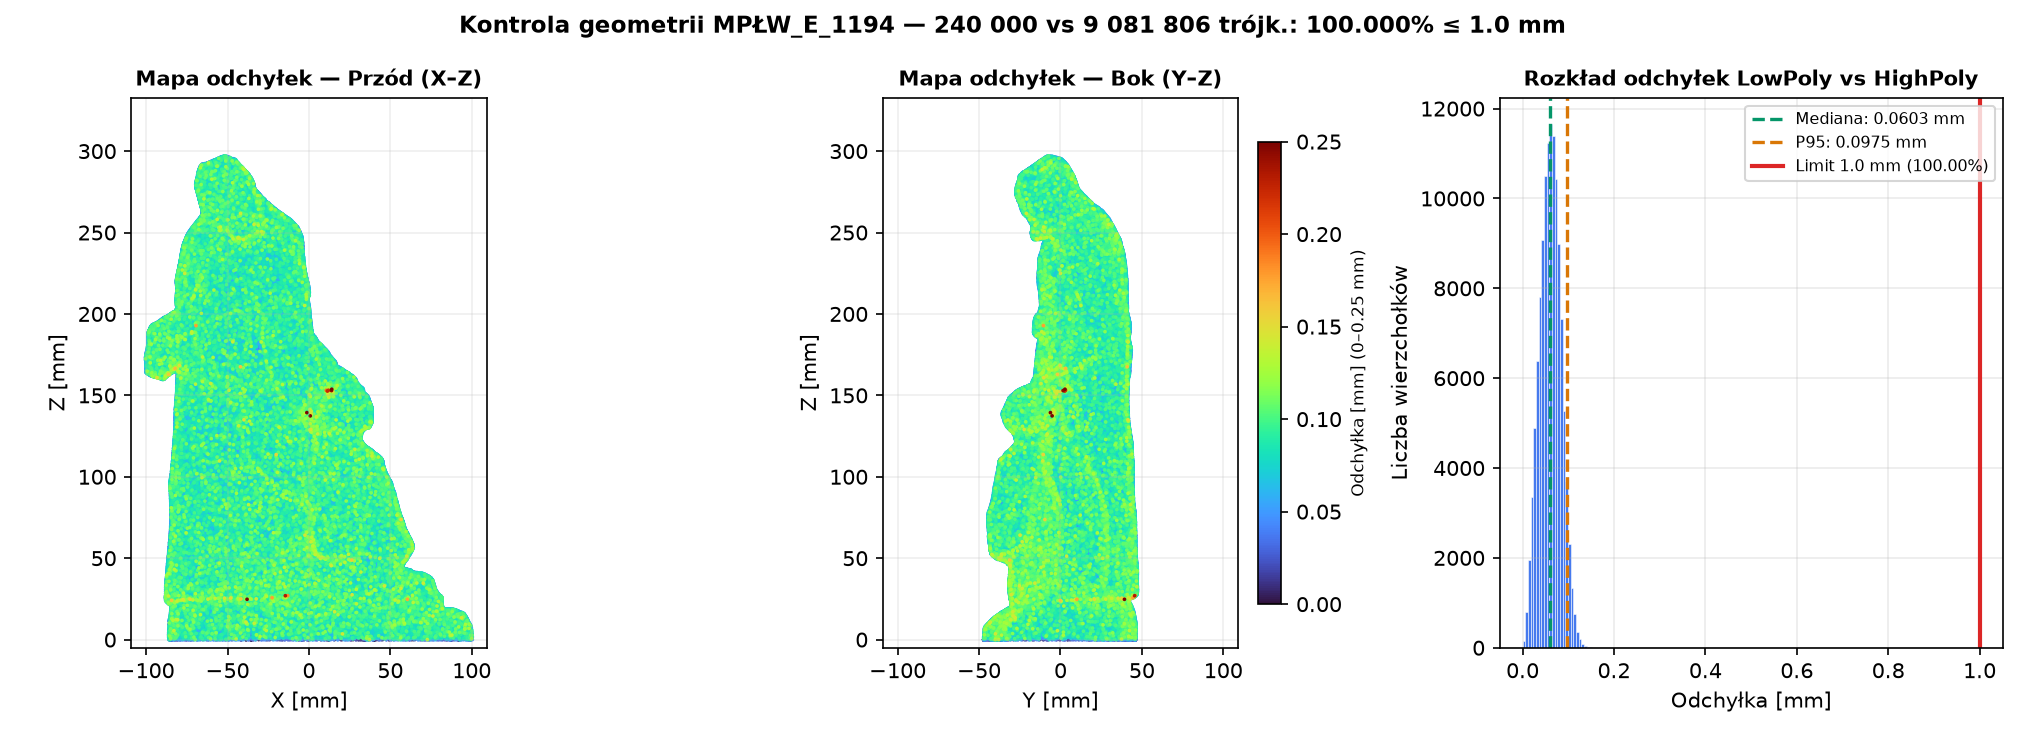 Kontrola geometrii MPŁW_E_1194 — 240 000 vs 9 081 806 trójk.: 100.000% ≤ 1.0 mm
Mapa odchyłek — Przód (X–Z)
300
250
200
150
100
50
0
Z [mm]
−100 −50 0 50 100
X [mm]
Mapa odchyłek — Bok (Y–Z)
300
250
200
150
100
50
0
Z [mm]
−100 −50 0 50 100
Y [mm]
0.25
0.20
0.15
0.10
0.05
0.00
Odchyłka [mm] (0–0.25 mm)
Rozkład odchyłek LowPoly vs HighPoly
Mediana: 0.0603 mm
P95: 0.0975 mm
Limit 1.0 mm (100.00%)
12000
10000
8000
6000
4000
2000
0
Liczba wierzchołków
0.0 0.2 0.4 0.6 0.8 1.0
Odchyłka [mm]